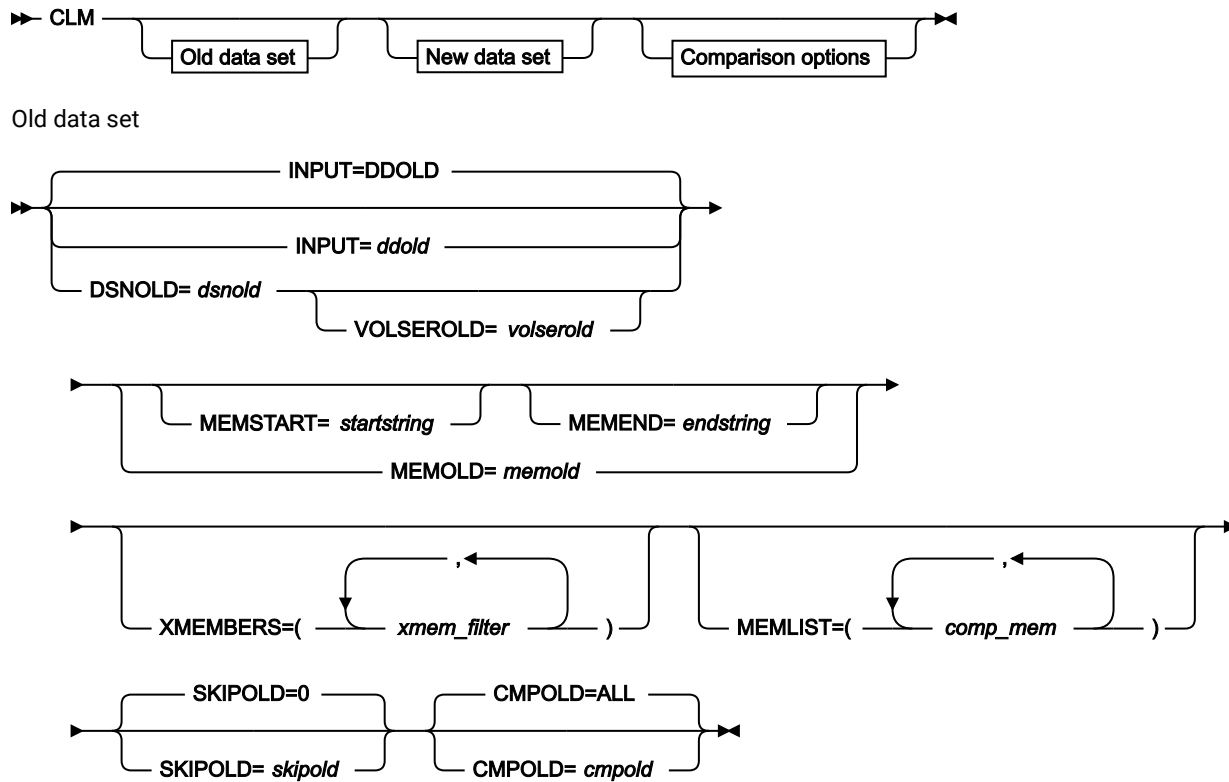 CLM
Old data set
New data set
Comparison options
Old data set
INPUT=DDOLD
INPUT= ddold
DSNOLD= dsnold
VOLSEROLD= volserold
MEMSTART= startstring
MEMEND= endstring
MEMOLD= memold
,
XMEMBERS=( xmem_filter )
,
MEMLIST=( comp_mem )
SKIPOLD=0
SKIPOLD= skipold
CMPOLD=ALL
CMPOLD= cmpold